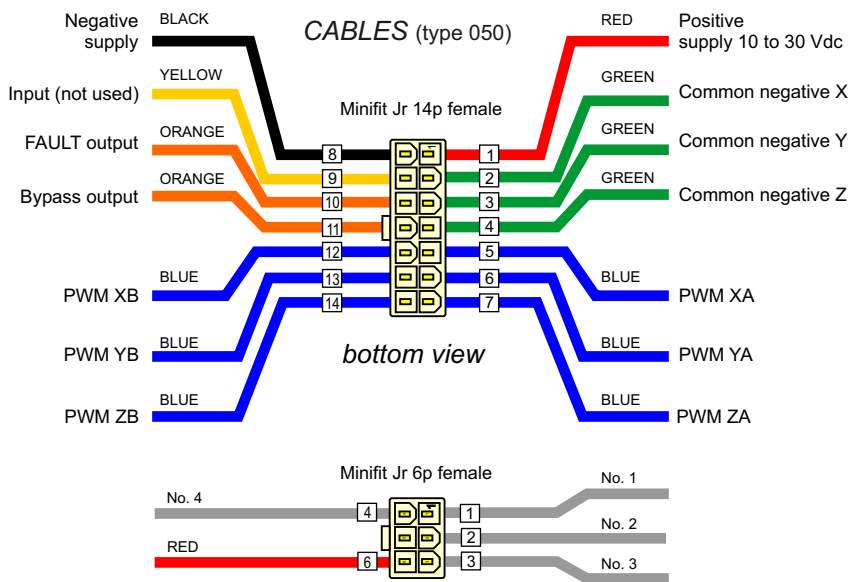 CABLES (type 050)
Negative
supply
BLACK
RED
Positive
supply 10 to 30 Vdc
Input (not used)
YELLOW
GREEN
Common negative X
Minifit Jr 14p female
FAULT output
ORANGE
GREEN
Common negative Y
8
1
Bypass output
ORANGE
GREEN
Common negative Z
9
2
10
3
11
4
12
5
13
6
14
7
1
PWM XB
BLUE
BLUE
PWM XA
PWM YB
BLUE
bottom view
BLUE
PWM YA
PWM ZB
BLUE
BLUE
PWM ZA
Minifit Jr 6p female
No. 4
No. 1
4
1
1
No. 2
2
RED
6
3
No. 3